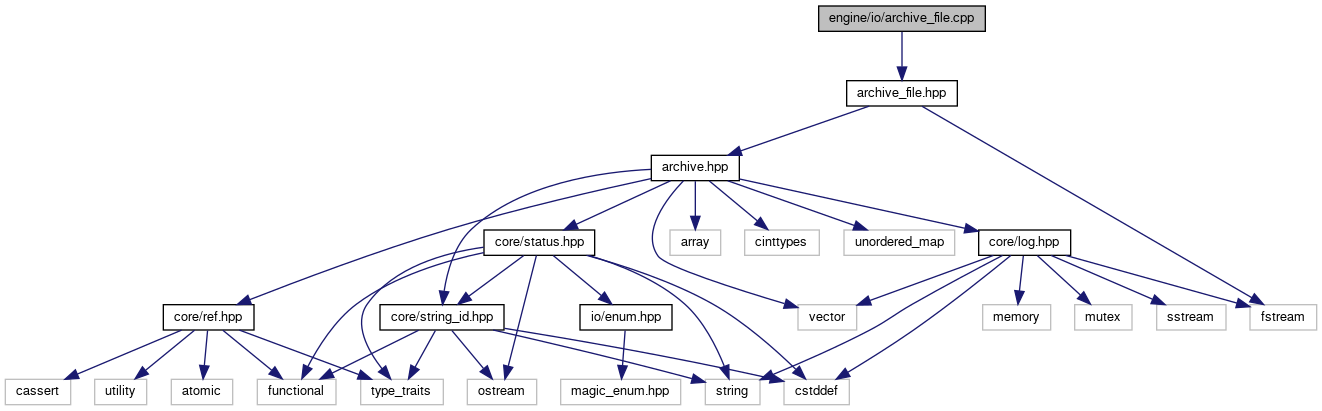 engine/io/archive_file.cpp
archive_file.hpp
archive.hpp
core/status.hpp
array
cinttypes
unordered_map
core/log.hpp
core/ref.hpp
core/string_id.hpp
io/enum.hpp
vector
memory
mutex
sstream
fstream
cassert
utility
atomic
functional
type_traits
ostream
magic_enum.hpp
string
cstddef